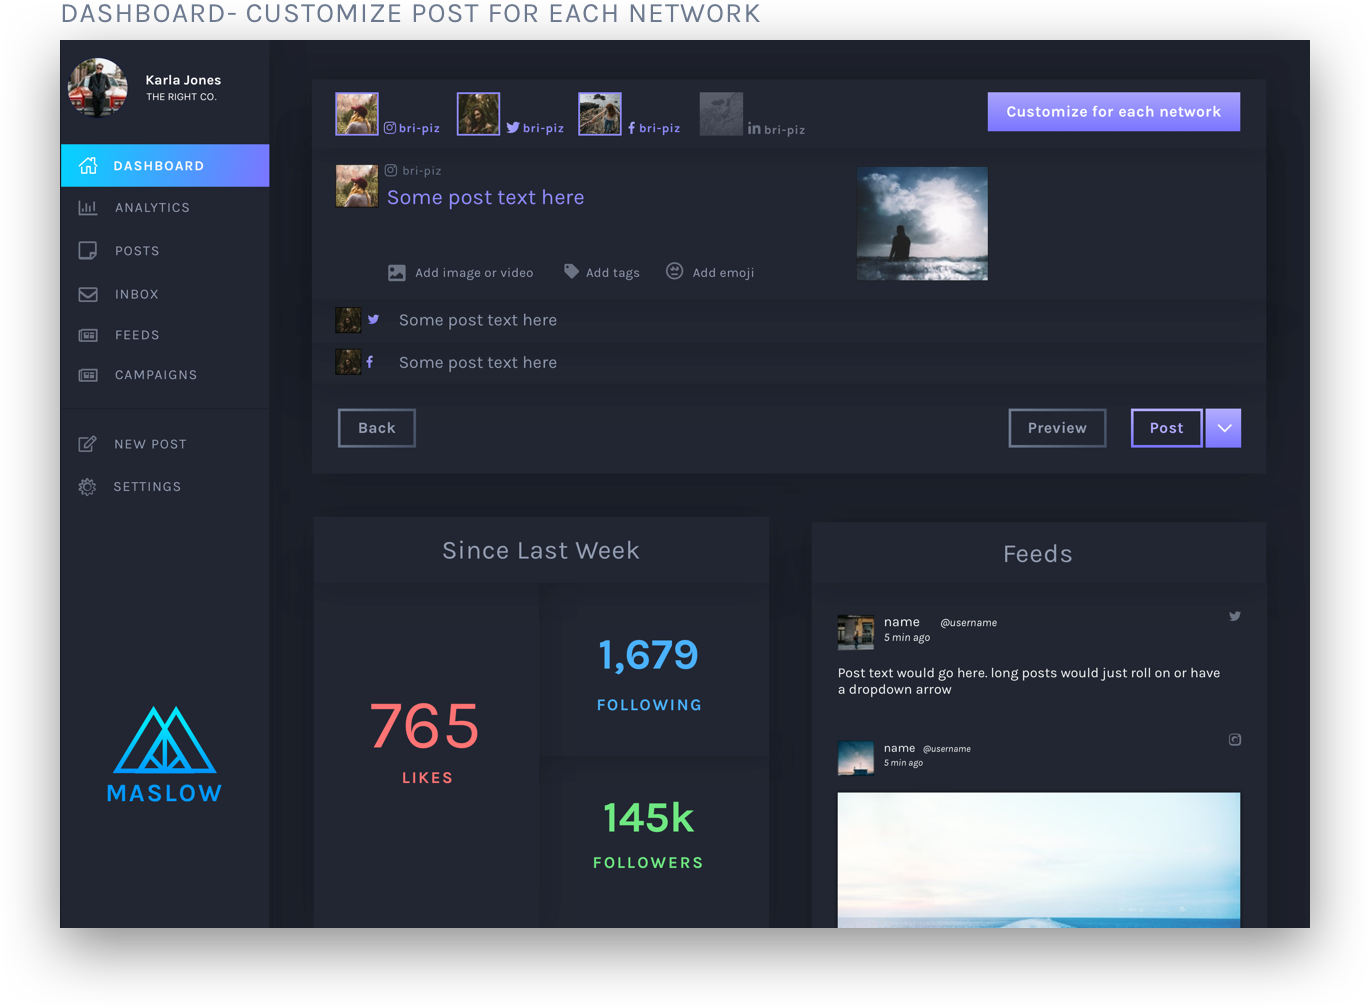 DASHBOARD- CUSTOMIZE POST FOR EACH NETWORK
Karla Jones
THE RIGHT CO.
DASHBOARD
ANALYTICS
POSTS
INBOX
FEEDS
CAMPAIGNS
NEW POST
SETTINGS
MASLOW
bri-piz
bri-piz
bri-piz
in bri-piz
Customize for each network
bri-piz
Some post text here
Add image or video
Add tags
Add emoji
Some post text here
Some post text here
Back
Preview
Post
Since Last Week
765
LIKES
1,679
FOLLOWING
145k
FOLLOWERS
Feeds
name @username
5 min ago
Post text would go here. long posts would just roll on or have
a dropdown arrow
name @username
5 min ago